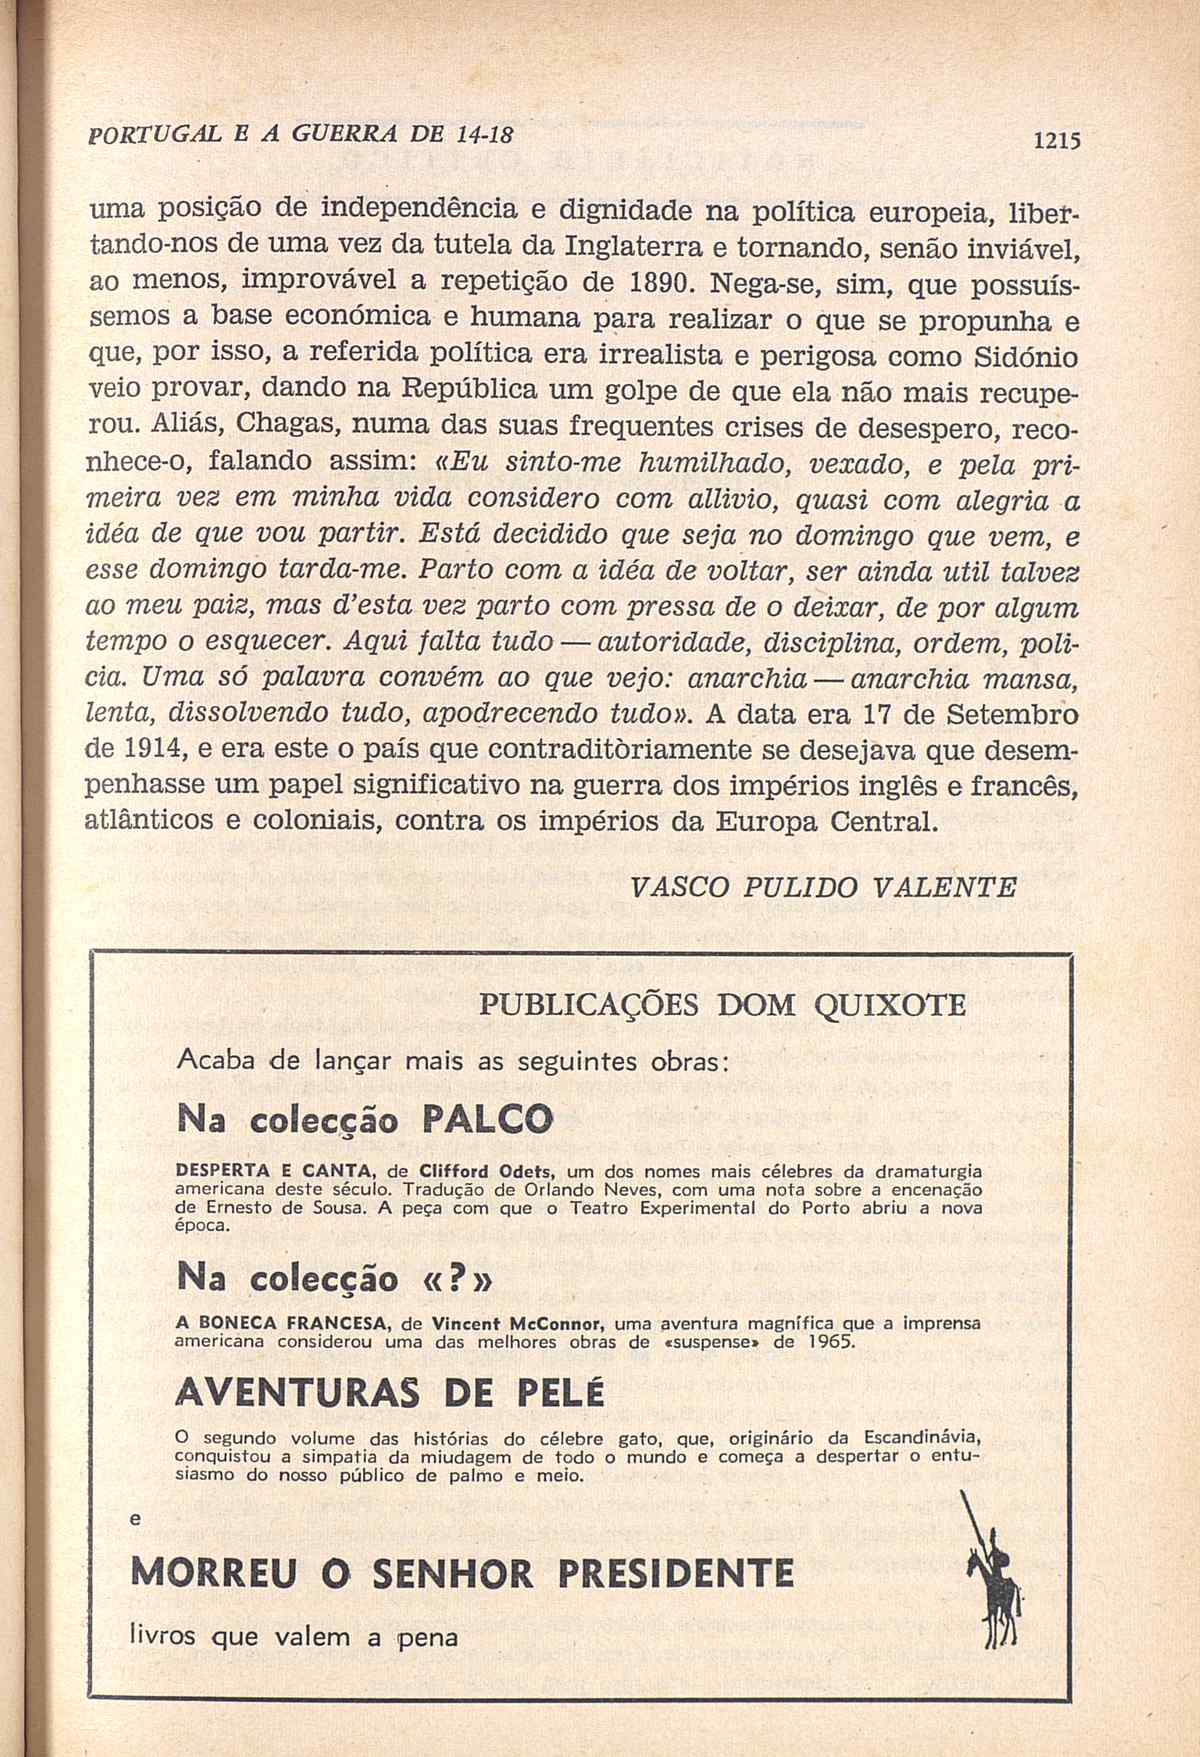 PORTUGAL E A GUERRA DE 14-18
1215
uma posição de independência e dignidade na política europeia, liber-
tando-nos de uma vez da tutela da Inglaterra e tornando, senão inviável,
ao menos, improvável a repetição de 1890. Nega-se, sim, que possuís-
semos a base económica e humana para realizar o que se propunha e
que, por isso, a referida política era irrealista e perigosa como Sidónio
veio provar, dando na República um golpe de que ela não mais recupe-
rou. Aliás, Chagas, numa das suas frequentes crises de desespero, reco-
nhece-o, falando assim: «Eu sinto-me humilhado, vexado, e pela pri-
meira vez em minha vida considero com allivio, quasi com alegria a
idéa de que vou partir. Está decidido que seja no domingo que vem, e
esse domingo tarda-me. Parto com a idéa de voltar, ser ainda util talvez
ao meu paiz, mas d'esta vez parto com pressa de o deixar, de por algum
tempo o esquecer. Aqui falta tudo — autoridade, disciplina, ordem, poli-
cia. Uma só palavra convém ao que vejo: anarchia — anarchia mansa,
lenta, dissolvendo tudo, apodrecendo tudo». A data era 17 de Setembro
de 1914, e era este o país que contraditòriamente se desejava que desem-
penhasse um papel significativo na guerra dos impérios inglês e francês,
atlânticos e coloniais, contra os impérios da Europa Central.
VASCO PULIDO VALENTE
PUBLICAÇÕES DOM QUIXOTE
Acaba de lançar mais as seguintes obras:
Na colecção PALCO
DESPERTA E CANTA, de Clifford Odets, um dos nomes mais célebres da dramaturgia
americana deste século. Tradução de Orlando Neves, com uma nota sobre a encenação
de Ernesto de Sousa. A peça com que o Teatro Experimental do Porto abriu a nova
época.
Na colecção «?»
A BONECA FRANCESA, de Vincent McConnor, uma aventura magnífica que a imprensa
americana considerou uma das melhores obras de «suspense» de 1965.
AVENTURAS DE PELÉ
O segundo volume das histórias do célebre gato, que, originário da Escandinávia,
conquistou a simpatia da miudagem de todo o mundo e começa a despertar o entu-
siasmo do nosso público de palmo e meio.
e
MORREU O SENHOR PRESIDENTE
livros que valem a pena